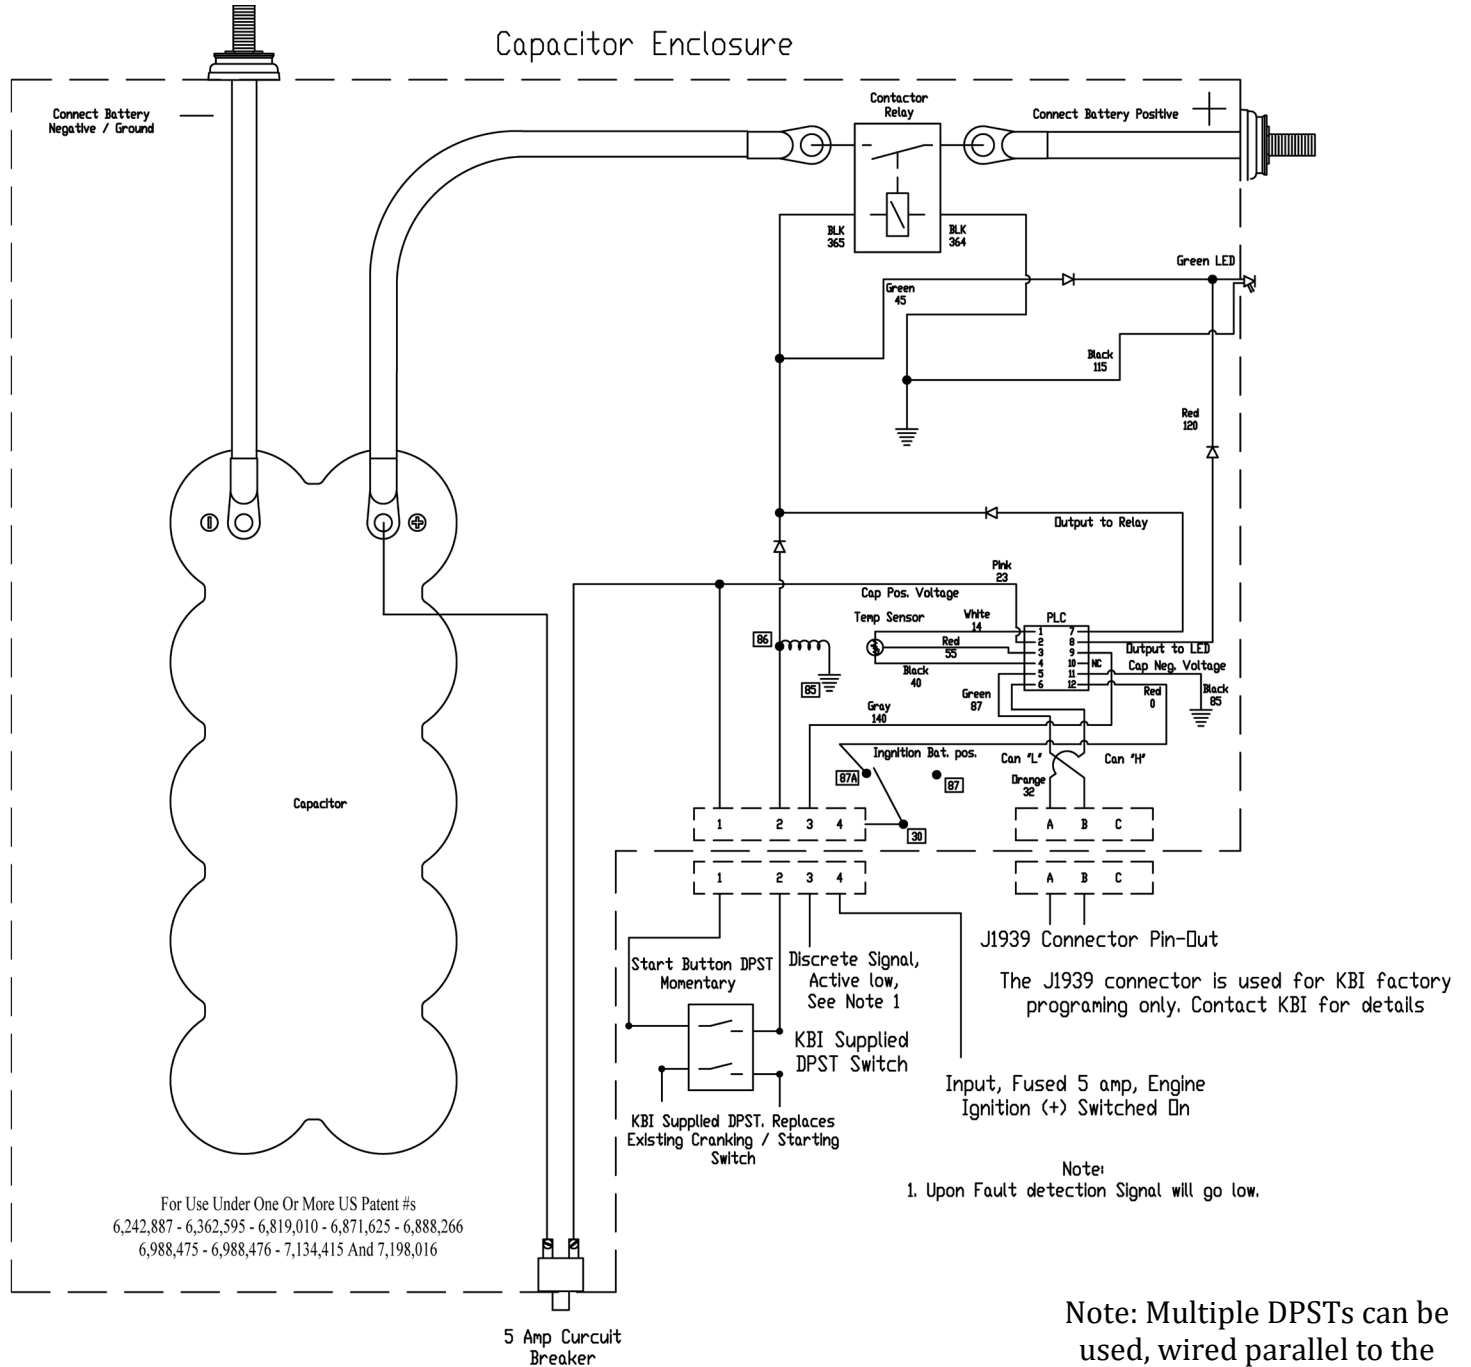 Capacitor Enclosure
Connect Battery
Negative / Ground
Contactor
Relay
Connect Battery Positive
BLK
365
BLK
364
Green LED
Green
45
Black
115
Red
120
Output to Relay
Pink
23
Cap Pos. Voltage
Temp Sensor
White
14
PLC
Red
55
Black
40
1
2
3
4
5
6
7
8
9
10
11
12
NC
Output to LED
Cap Neg. Voltage
Red
0
Black
85
86
85
Green
87
Gray
140
Ingnition Bat. pos.
Can "L"
Can "H"
Orange
32
87A
87
30
Capacitor
1 2 3 4
A B C
1 2 3 4
A B C
J1939 Connector Pin-Out
The J1939 connector is used for KBI factory
programing only. Contact KBI for details
Start Button DPST
Momentary
Discrete Signal,
Active low,
See Note 1
KBI Supplied
DPST Switch
Input, Fused 5 amp, Engine
Ignition (+) Switched On
KBI Supplied DPST. Replaces
Existing Cranking / Starting
Switch
Note:
1. Upon Fault detection Signal will go low.
For Use Under One Or More US Patent #s
6,242,887 - 6,362,595 - 6,819,010 - 6,871,625 - 6,888,266
6,988,475 - 6,988,476 - 7,134,415 And 7,198,016
5 Amp Curcuit
Breaker
Note: Multiple DPSTs can be
used, wired parallel to the